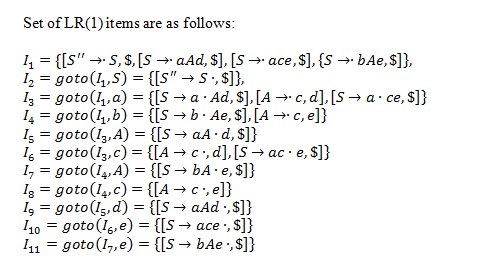 Set of LR(1) items are as follows:
I₁ = {[S″ →· S, $, [S →· aAd, $], [S →· ace, $], {S →· bAe, $]},
I₂ = goto(I₁, S) = {[S″ → S ·, $]},
I₃ = goto(I₁, a) = {[S → a · Ad, $], [A →· c, d], [S → a · ce, $]}
I₄ = goto(I₁, b) = {[S → b · Ae, $], [A →· c, e]}
I₅ = goto(I₃, A) = {[S → aA · d, $]}
I₆ = goto(I₃, c) = {[A → c ·, d], [S → ac · e, $]}
I₇ = goto(I₄, A) = {[S → bA · e, $]}
I₈ = goto(I₄, c) = {[A → c ·, e]}
I₉ = goto(I₅, d) = {[S → aAd ·, $]}
I₁₀ = goto(I₆, e) = {[S → ace ·, $]}
I₁₁ = goto(I₇, e) = {[S → bAe ·, $]}